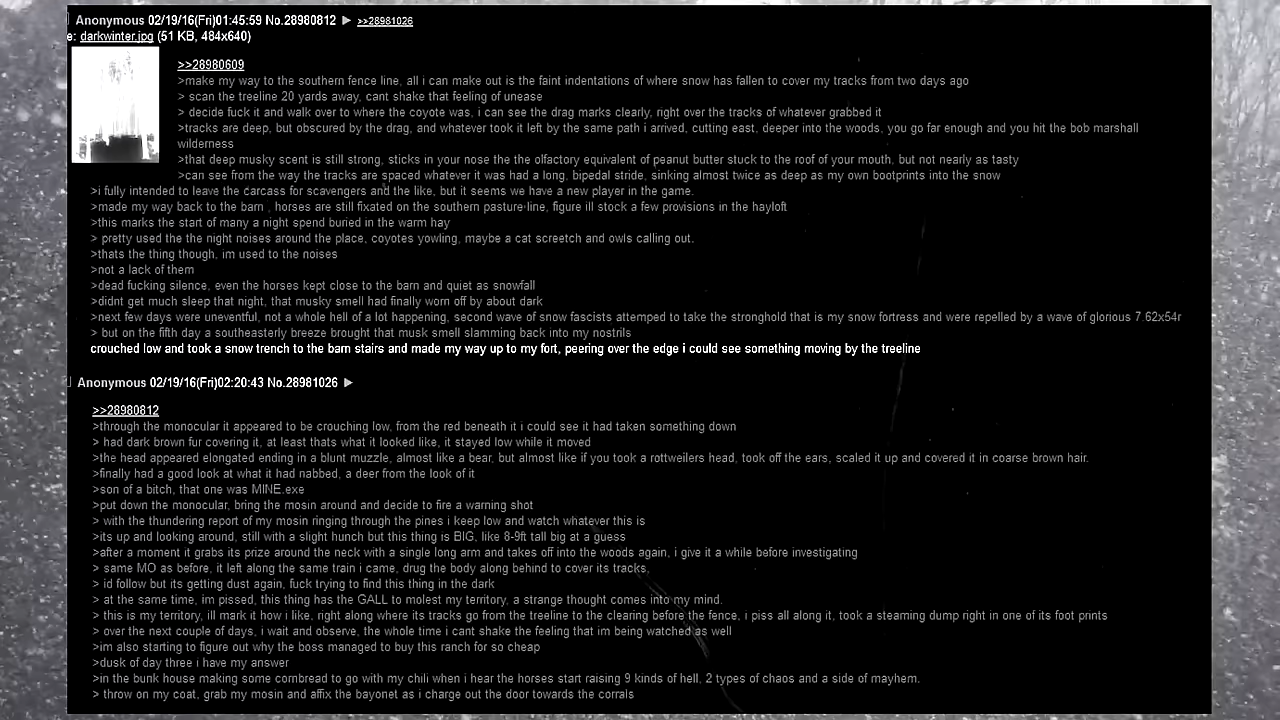 Anonymous 02/19/16(Fri)01:45:59 No.28980812 ▶ >>28981026
e: darkwinter.jpg (51 KB, 484x640)
>>28980609
>make my way to the southern fence line, all i can make out is the faint indentations of where snow has fallen to cover my tracks from two days ago
> scan the treeline 20 yards away, cant shake that feeling of unease
> decide fuck it and walk over to where the coyote was, i can see the drag marks clearly, right over the tracks of whatever grabbed it
>tracks are deep, but obscured by the drag, and whatever took it left by the same path i arrived, cutting east, deeper into the woods, you go far enough and you hit the bob marshall
wilderness
>that deep musky scent is still strong, sticks in your nose the the olfactory equivalent of peanut butter stuck to the roof of your mouth, but not nearly as tasty
>can see from the way the tracks are spaced whatever it was had a long, bipedal stride, sinking almost twice as deep as my own bootprints into the snow
>i fully intended to leave the carcass for scavengers and the like, but it seems we have a new player in the game.
>made my way back to the barn , horses are still fixated on the southern pasture line, figure ill stock a few provisions in the hayloft
>this marks the start of many a night spend buried in the warm hay
> pretty used the the night noises around the place, coyotes yowling, maybe a cat screetch and owls calling out.
>thats the thing though, im used to the noises
>not a lack of them
>dead fucking silence, even the horses kept close to the barn and quiet as snowfall
>didnt get much sleep that night, that musky smell had finally worn off by about dark
>next few days were uneventful, not a whole hell of a lot happening, second wave of snow fascists attemped to take the stronghold that is my snow fortress and were repelled by a wave of glorious 7.62x54r
> but on the fifth day a southeasterly breeze brought that musk smell slamming back into my nostrils
crouched low and took a snow trench to the barn stairs and made my way up to my fort, peering over the edge i could see something moving by the treeline
Anonymous 02/19/16(Fri)02:20:43 No.28981026 ▶
>>28980812
>through the monocular it appeared to be crouching low, from the red beneath it i could see it had taken something down
> had dark brown fur covering it, at least thats what it looked like, it stayed low while it moved
>the head appeared elongated ending in a blunt muzzle, almost like a bear, but almost like if you took a rottweilers head, took off the ears, scaled it up and covered it in coarse brown hair.
>finally had a good look at what it had nabbed, a deer from the look of it
>son of a bitch, that one was MINE.exe
>put down the monocular, bring the mosin around and decide to fire a warning shot
> with the thundering report of my mosin ringing through the pines i keep low and watch whatever this is
>its up and looking around, still with a slight hunch but this thing is BIG, like 8-9ft tall big at a guess
>after a moment it grabs its prize around the neck with a single long arm and takes off into the woods again, i give it a while before investigating
> same MO as before, it left along the same train i came, drug the body along behind to cover its tracks,
> id follow but its getting dust again, fuck trying to find this thing in the dark
> at the same time, im pissed, this thing has the GALL to molest my territory, a strange thought comes into my mind.
> this is my territory, ill mark it how i like, right along where its tracks go from the treeline to the clearing before the fence, i piss all along it, took a steaming dump right in one of its foot prints
> over the next couple of days, i wait and observe, the whole time i cant shake the feeling that im being watched as well
>im also starting to figure out why the boss managed to buy this ranch for so cheap
>dusk of day three i have my answer
>in the bunk house making some cornbread to go with my chili when i hear the horses start raising 9 kinds of hell, 2 types of chaos and a side of mayhem.
> throw on my coat, grab my mosin and affix the bayonet as i charge out the door towards the corrals